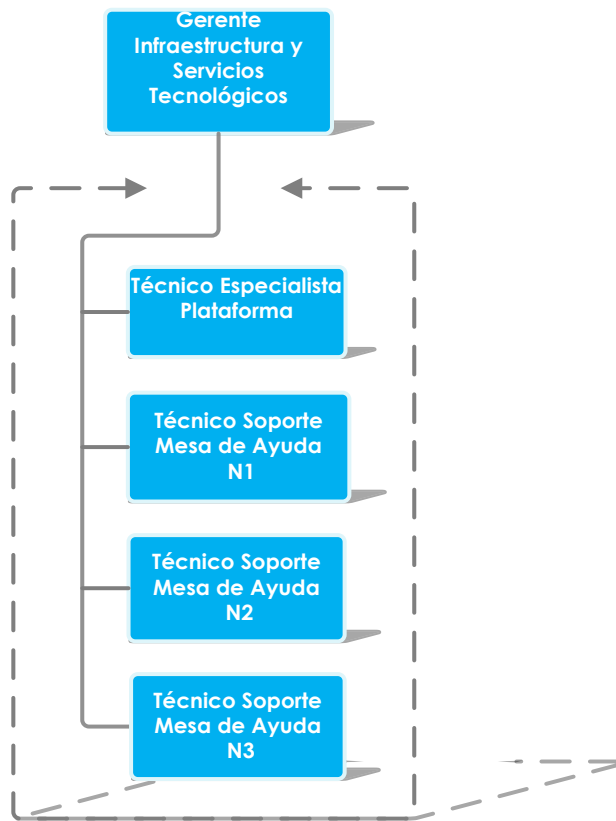 Gerente
Infraestructura y
Servicios
Tecnológicos
Técnico Especialista
Plataforma
Técnico Soporte
Mesa de Ayuda
N1
Técnico Soporte
Mesa de Ayuda
N2
Técnico Soporte
Mesa de Ayuda
N3